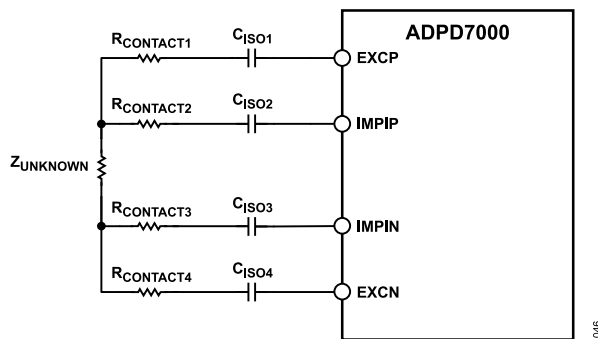 ADPD7000
RCONTACT1
CISO1
EXCP
RCONTACT2
CISO2
IMPIP
ZUNKNOWN
RCONTACT3
CISO3
IMPIN
RCONTACT4
CISO4
EXCN
046